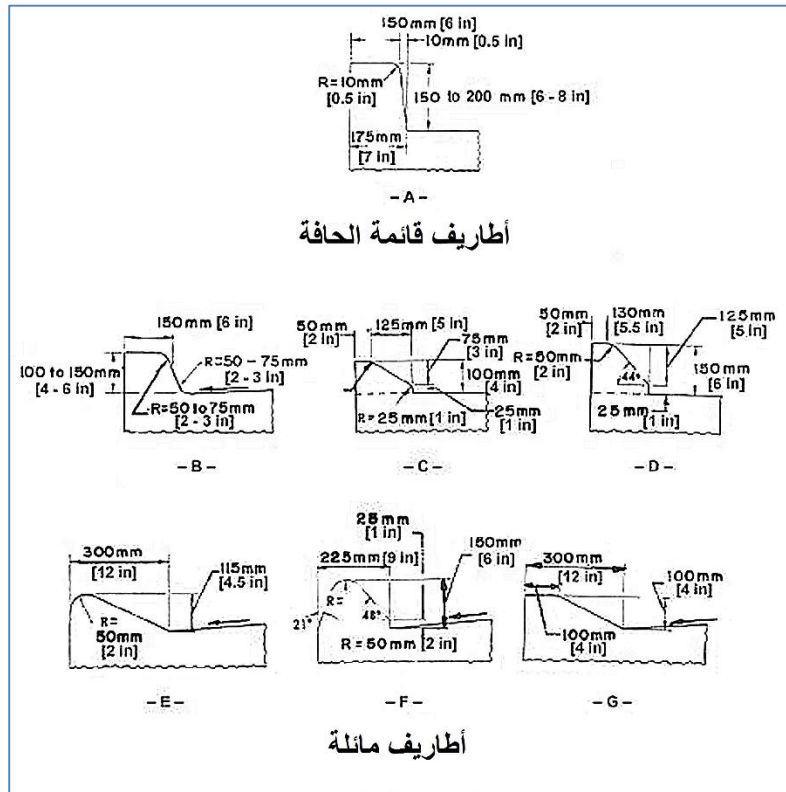 150mm [6 in]
10mm [0.5 in]
R=10mm
[0.5 in]
150 to 200 mm [6 - 8 in]
175mm
[7 in]
- A -
أطاريف قائمة الحافة
150mm [6 in]
100 to 150mm
[4 - 6 in]
R=50 - 75mm
[2 - 3 in]
R=50 to 75mm
[2 - 3 in]
- B -
50mm
[2 in]
125mm [5 in]
75mm
[3 in]
100mm
[4 in]
R=25mm [1 in]
25mm
[1 in]
- C -
50mm
[2 in]
130mm
[5.5 in]
125mm
[5 in]
R=50mm
[2 in]
44°
150mm
[6 in]
25mm
[1 in]
- D -
300mm
[12 in]
115mm
[4.5 in]
R=
50mm
[2 in]
- E -
25mm
[1 in]
225mm [9 in]
150mm
[6 in]
R=
48°
21°
R = 50mm [2 in]
- F -
300mm
[12 in]
100mm
[4 in]
100mm
[4 in]
- G -
أطاريف مائلة